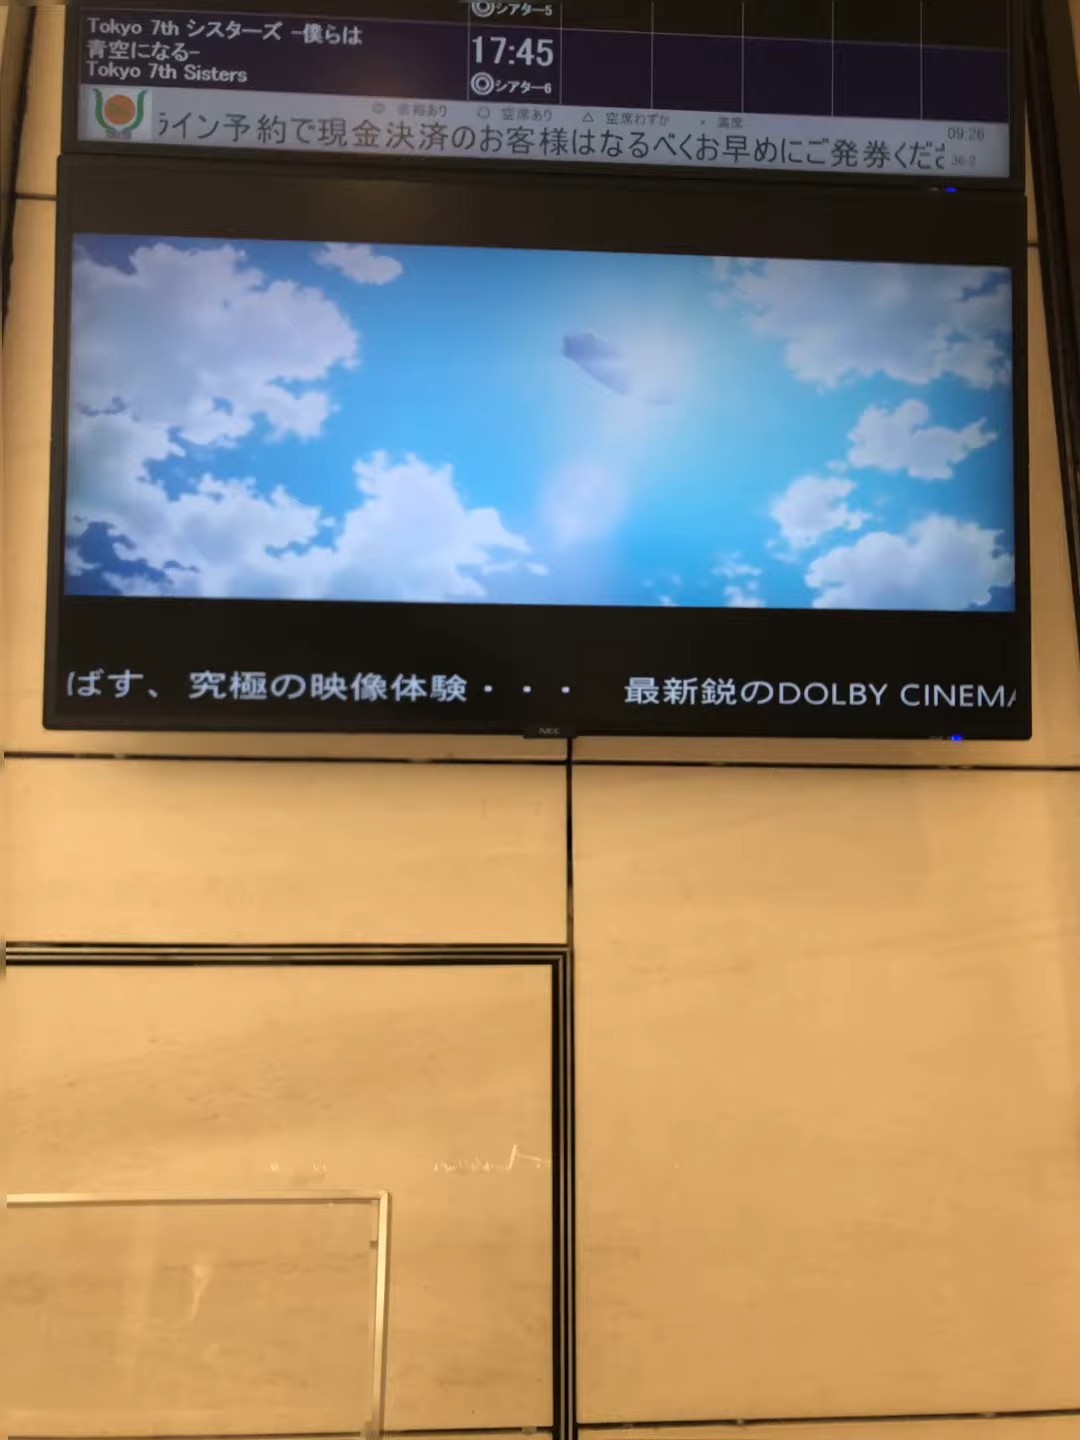 ◎シアター5
Tokyo 7th シスターズ -僕らは
青空になる-
Tokyo 7th Sisters
17:45
◎シアター6
◎ 余裕あり ○ 空席あり △ 空席わずか × 満席
ライン予約で現金決済のお客様はなるべくお早めにご発券くださ
09:26
36-2
ばす、究極の映像体験・・・ 最新鋭のDOLBY CINEMA
NEC